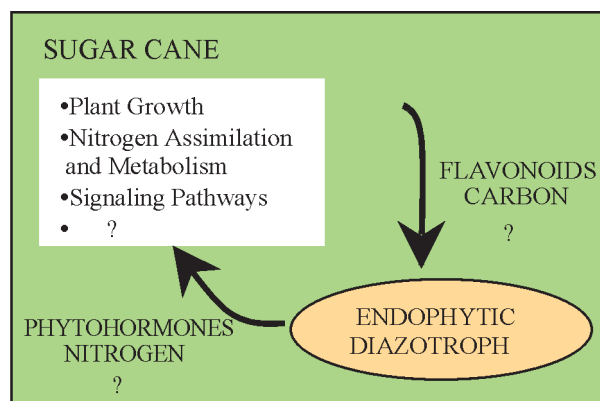 SUGAR CANE
•Plant Growth
•Nitrogen Assimilation
and Metabolism
•Signaling Pathways
• ?
FLAVONOIDS
CARBON
?
PHYTOHORMONES
NITROGEN
?
ENDOPHYTIC
DIAZOTROPH